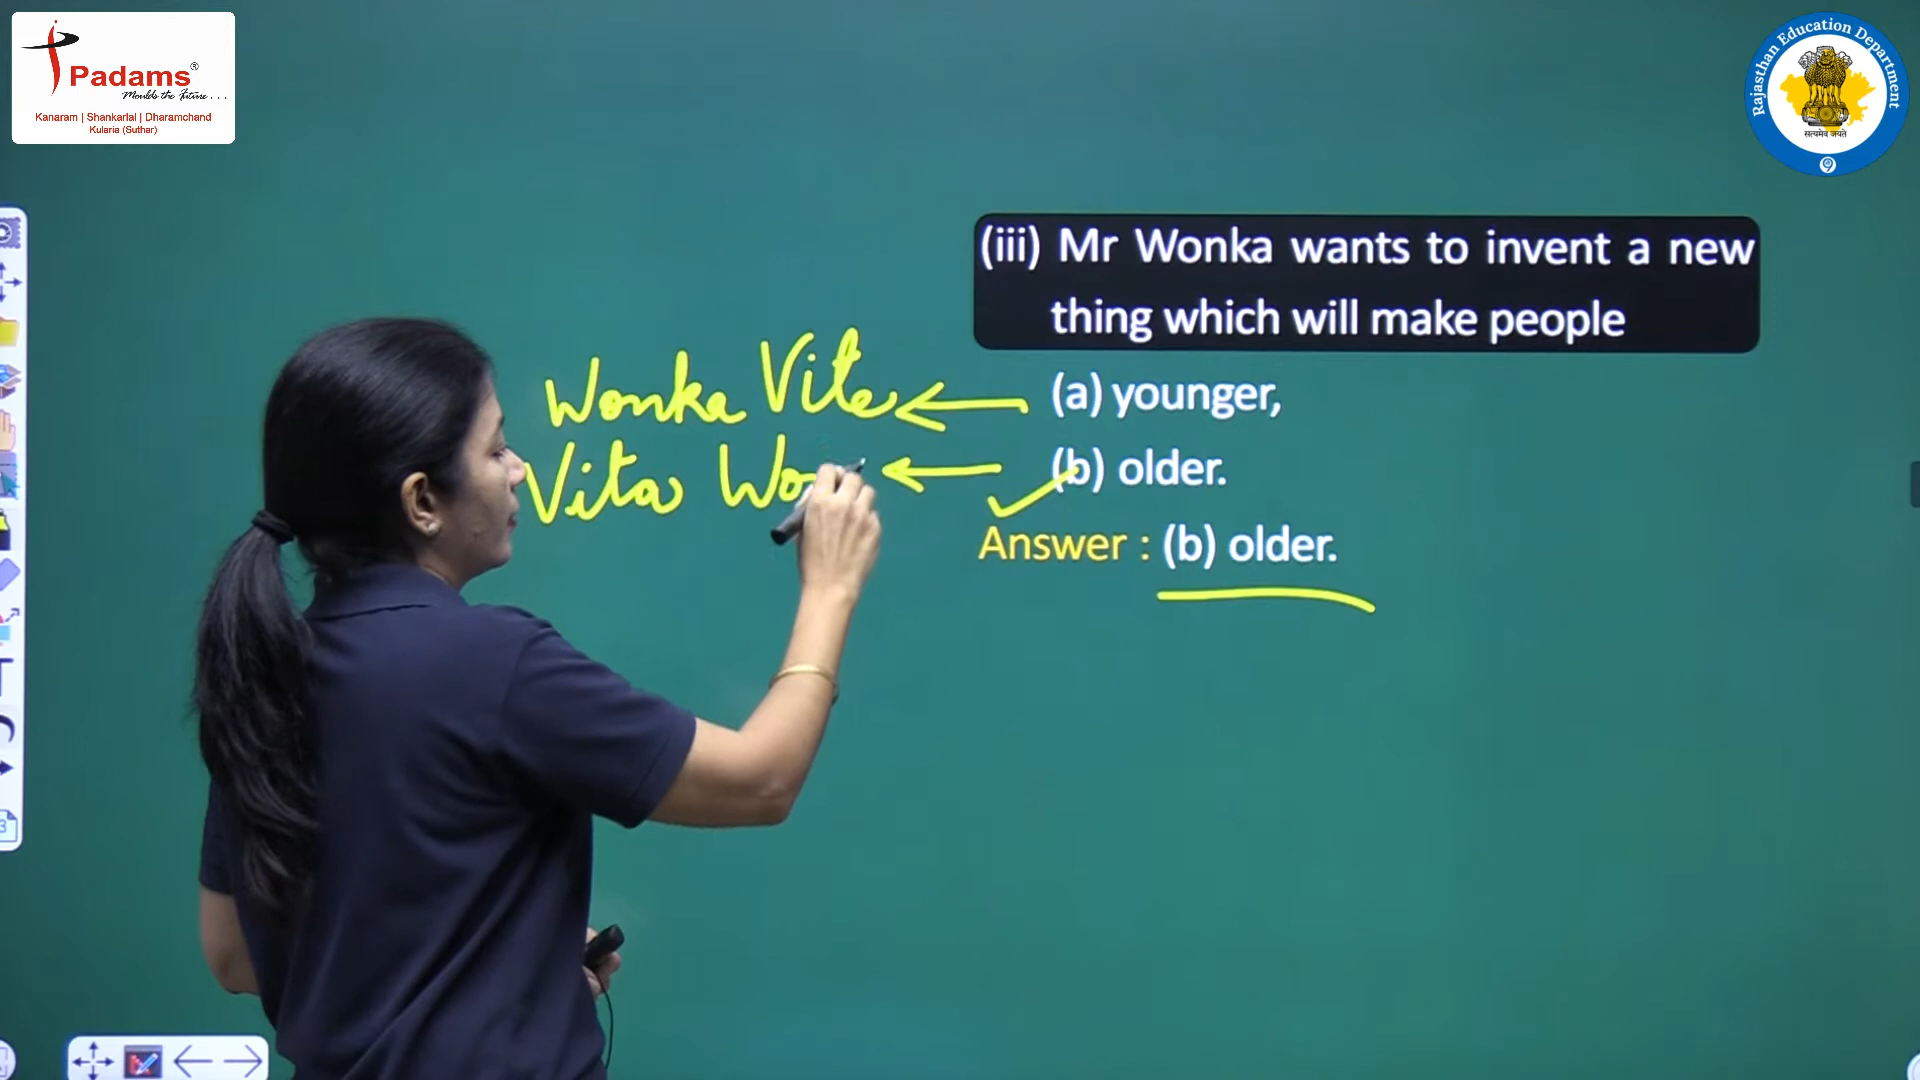 Padams®
Moulds the Future . . .
Kanaram | Shankarlal | Dharamchand
Kularia (Suthar)
Rajasthan Education Department
सत्यमेव जयते
(iii) Mr Wonka wants to invent a new
thing which will make people
Wonka Vite
(a) younger,
Vita Wo
(b) older.
Answer : (b) older.